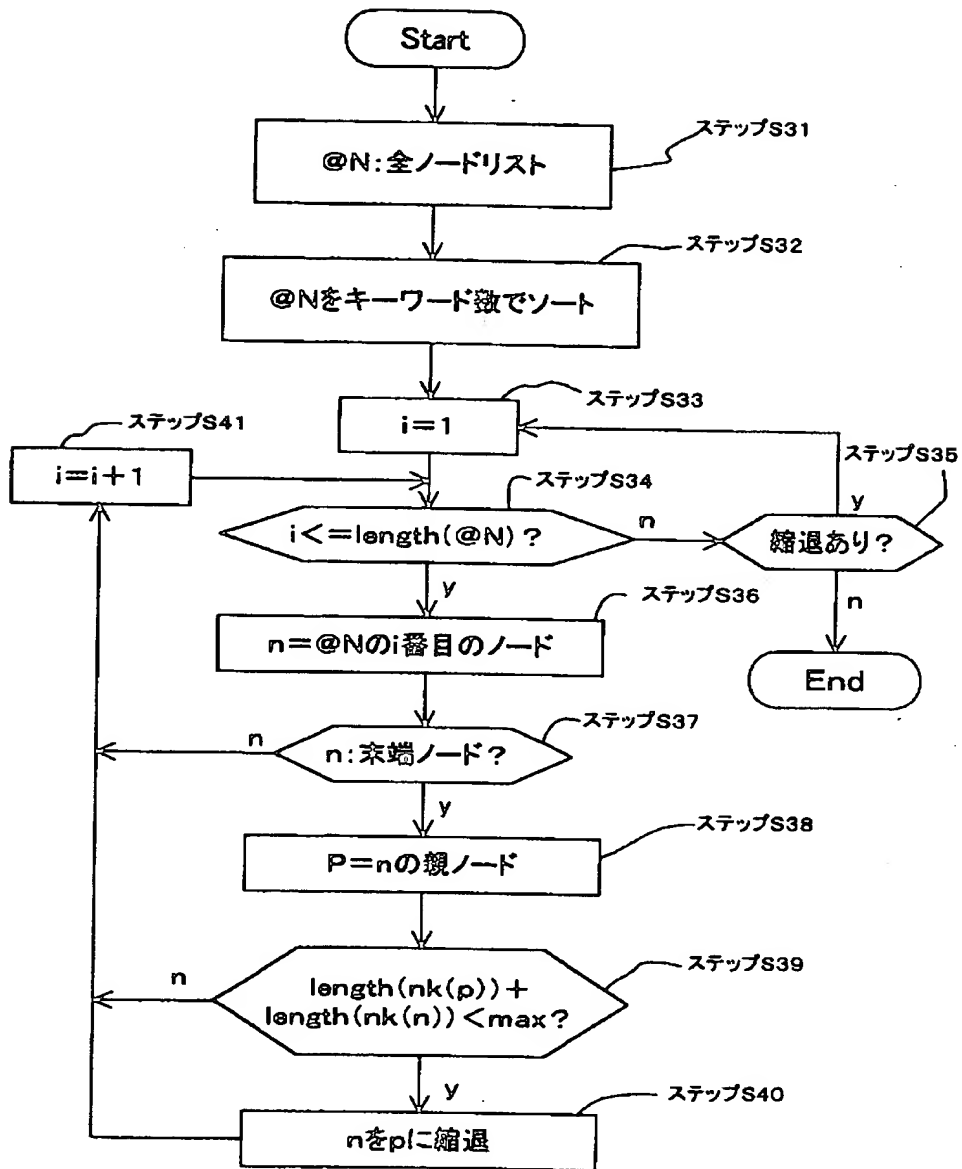 Start
ステップS31
@N:全ノードリスト
ステップS32
@Nをキーワード数でソート
ステップS33
i=1
ステップS41
i=i+1
ステップS34
i<=length(@N)?
n
ステップS35
y
縮退あり?
y
n
ステップS36
n=@Nのi番目のノード
End
ステップS37
n:末端ノード?
n
y
ステップS38
P=nの親ノード
ステップS39
length(nk(p))+
length(nk(n))<max?
n
y
ステップS40
nをpに縮退